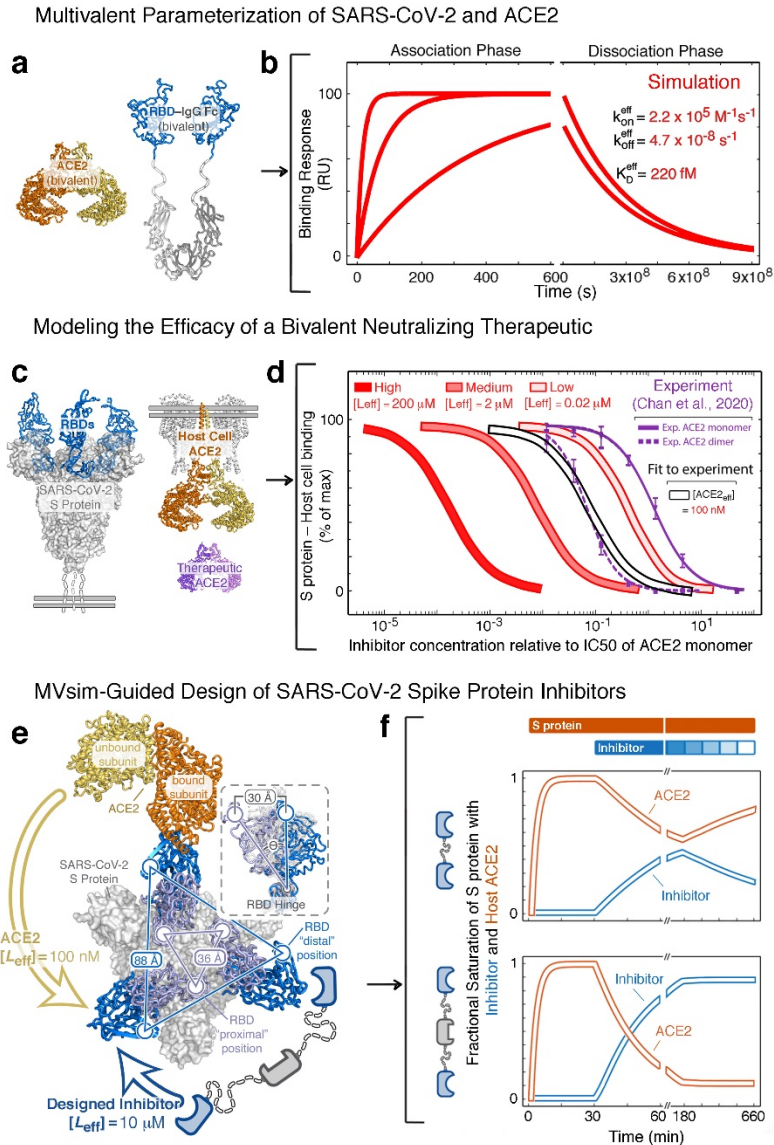 Multivalent Parameterization of SARS-CoV-2 and ACE2
a
RBD–IgG Fc
(bivalent)
ACE2
(bivalent)
b
Association Phase
Dissociation Phase
Binding Response
(RU)
100
0
Simulation
k_on^eff = 2.2 x 10^5 M^-1 s^-1
k_off^eff = 4.7 x 10^-8 s^-1
K_D^eff = 220 fM
0
200
400
600
3x10^8
6x10^8
9x10^8
Time (s)
Modeling the Efficacy of a Bivalent Neutralizing Therapeutic
c
RBDs
SARS-CoV-2
S Protein
Host Cell
ACE2
Therapeutic
ACE2
d
S protein – Host cell binding
(% of max)
100
0
High
[Leff] = 200 µM
Medium
[Leff] = 2 µM
Low
[Leff] = 0.02 µM
Experiment
(Chan et al., 2020)
Exp. ACE2 monomer
Exp. ACE2 dimer
Fit to experiment
[ACE2eff]
= 100 nM
10^-5
10^-3
10^-1
10^1
Inhibitor concentration relative to IC50 of ACE2 monomer
MVsim-Guided Design of SARS-CoV-2 Spike Protein Inhibitors
e
unbound
subunit
ACE2
bound
subunit
30 Å
Θ
RBD Hinge
SARS-CoV-2
S Protein
ACE2
[Leff] = 100 nM
88 Å
36 Å
RBD
"distal"
position
RBD
"proximal"
position
Designed Inhibitor
[Leff] = 10 µM
f
S protein
Inhibitor
Fractional Saturation of S protein with
Inhibitor and Host ACE2
1
0
ACE2
Inhibitor
1
0
Inhibitor
ACE2
0
30
60
180
660
Time (min)